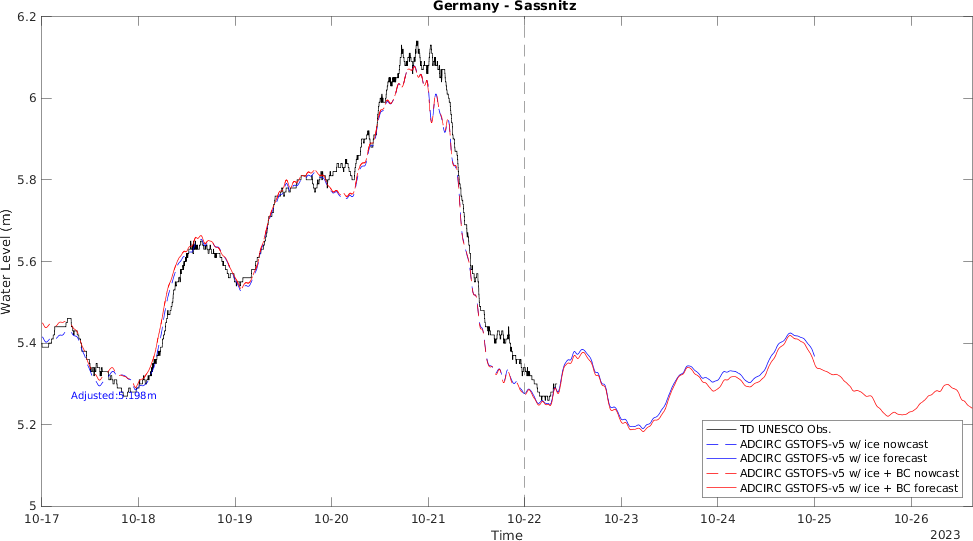 Germany - Sassnitz
6.2
6
5.8
5.6
5.4
5.2
5
Water Level (m)
Adjusted:5.198m
TD UNESCO Obs.
ADCIRC GSTOFS-v5 w/ ice nowcast
ADCIRC GSTOFS-v5 w/ ice forecast
ADCIRC GSTOFS-v5 w/ ice + BC nowcast
ADCIRC GSTOFS-v5 w/ ice + BC forecast
10-17 10-18 10-19 10-20 10-21 10-22 10-23 10-24 10-25 10-26
Time
2023